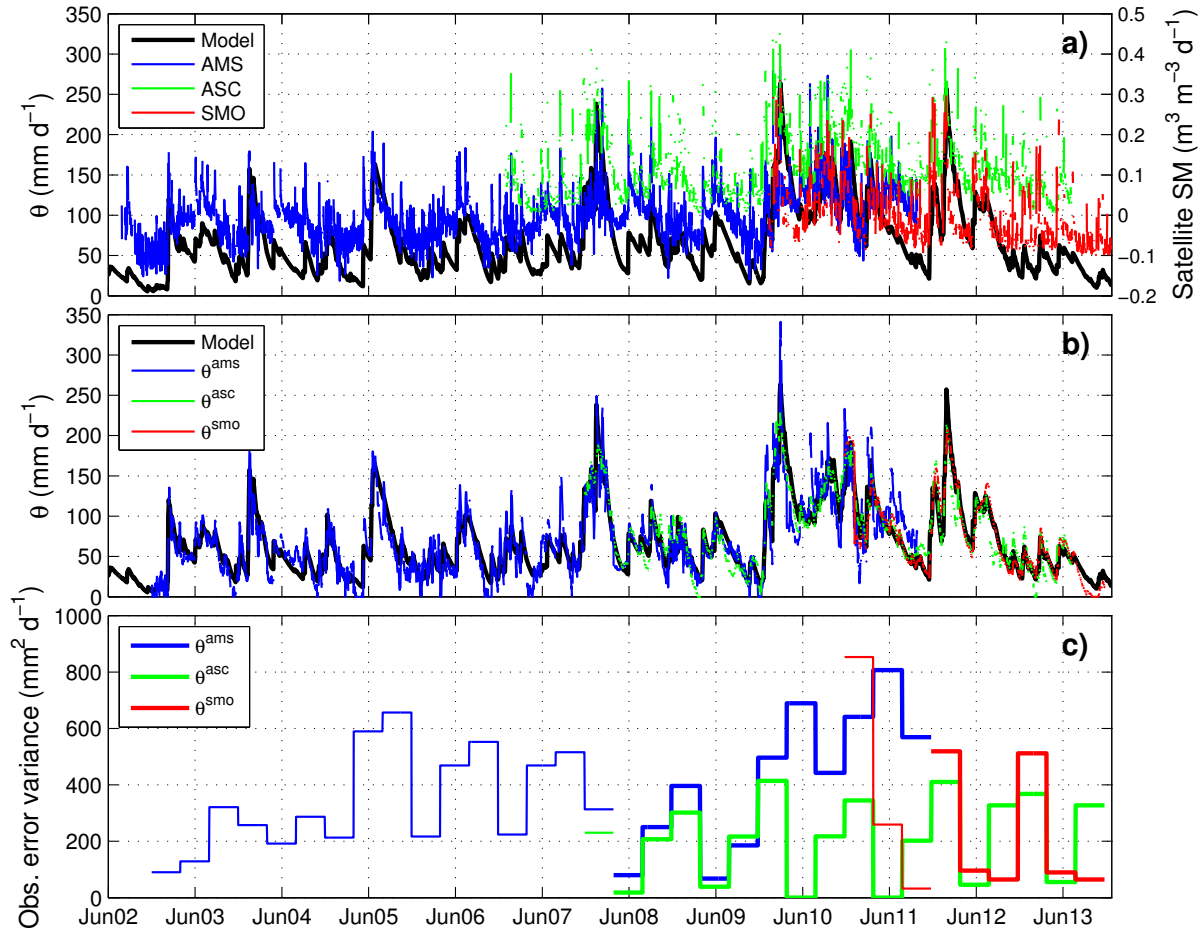 a)
Model
AMS
ASC
SMO
θ (mm d⁻¹)
350
300
250
200
150
100
50
0
Satellite SM (m³ m⁻³ d⁻¹)
0.5
0.4
0.3
0.2
0.1
0
−0.1
−0.2
b)
Model
θ^ams
θ^asc
θ^smo
θ (mm d⁻¹)
350
300
250
200
150
100
50
0
c)
θ^ams
θ^asc
θ^smo
Obs. error variance (mm² d⁻¹)
1000
800
600
400
200
0
Jun02 Jun03 Jun04 Jun05 Jun06 Jun07 Jun08 Jun09 Jun10 Jun11 Jun12 Jun13